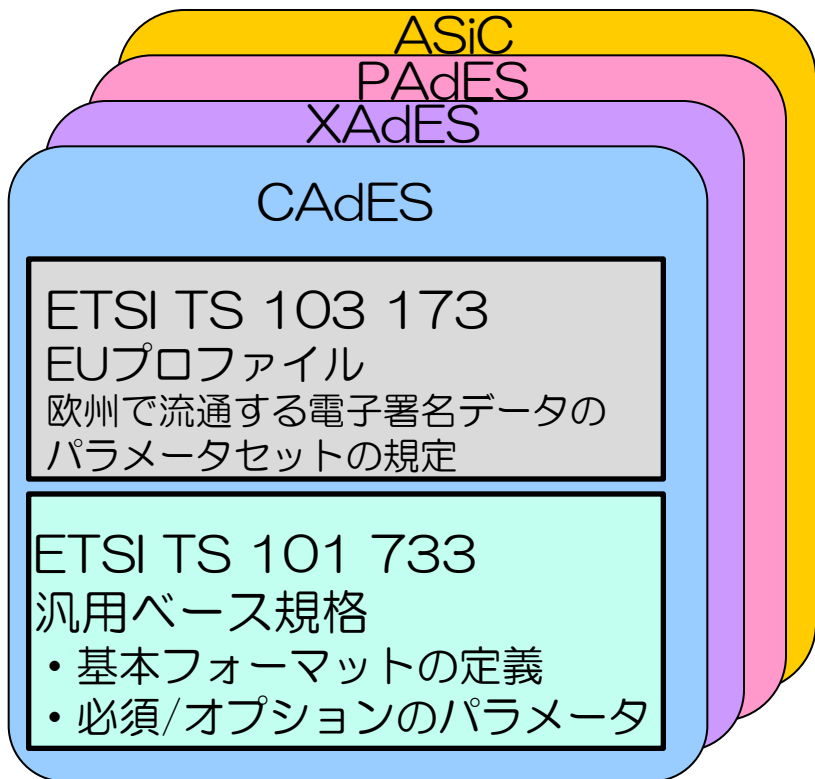 ASiC
PAdES
XAdES
CAdES
ETSI TS 103 173
EUプロファイル
欧州で流通する電子署名データの
パラメータセットの規定
ETSI TS 101 733
汎用ベース規格
・基本フォーマットの定義
・必須/オプションのパラメータ